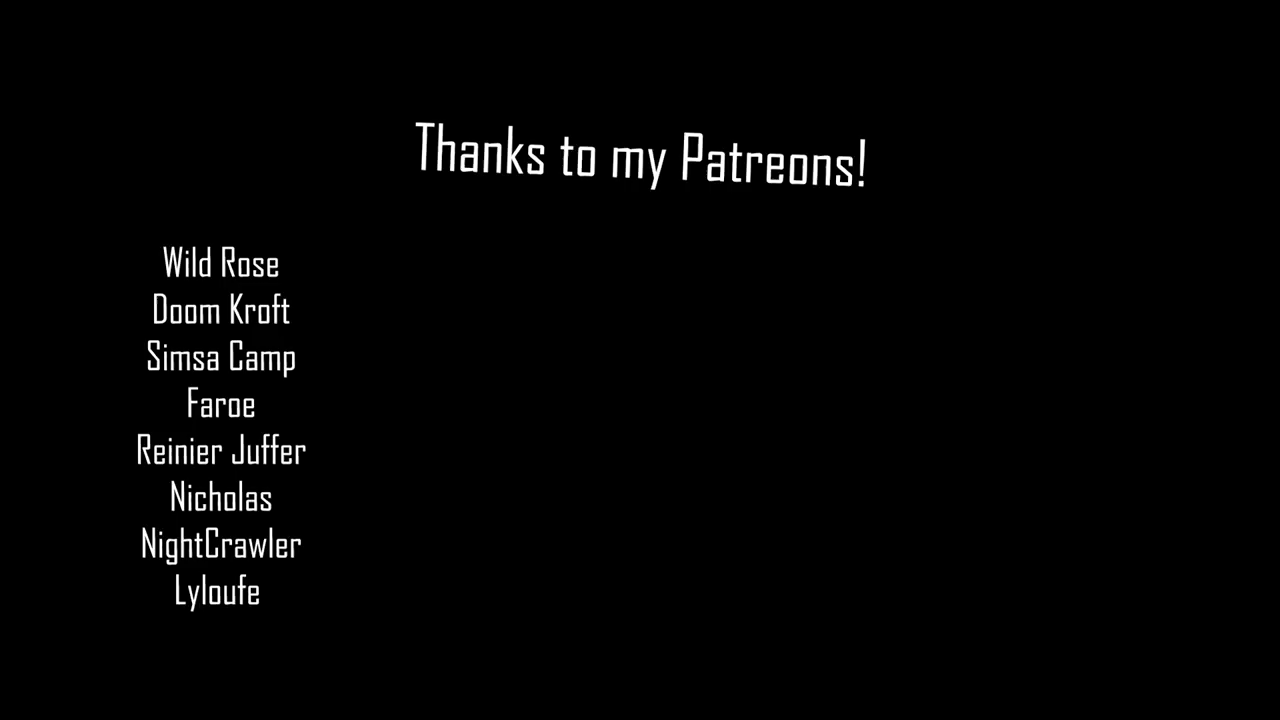 Thanks to my Patreons!
Wild Rose
Doom Kroft
Simsa Camp
Faroe
Reinier Juffer
Nicholas
NightCrawler
Lyloufe